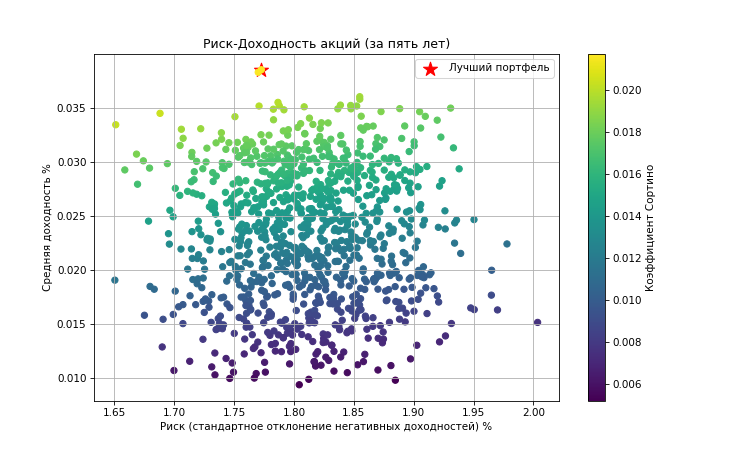 Риск-Доходность акций (за пять лет)
Лучший портфель
Средняя доходность %
0.035
0.030
0.025
0.020
0.015
0.010
1.65 1.70 1.75 1.80 1.85 1.90 1.95 2.00
Риск (стандартное отклонение негативных доходностей) %
0.020
0.018
0.016
0.014
0.012
0.010
0.008
0.006
Коэффициент Сортино